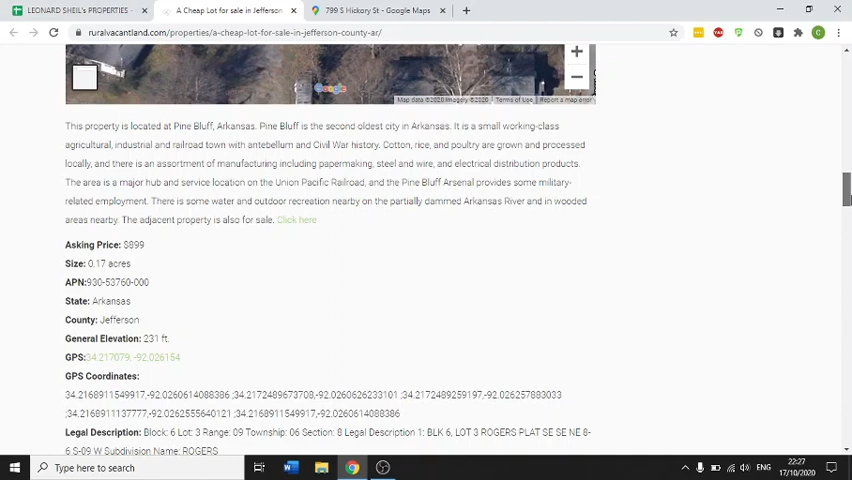 LEONARD SHEIL's PROPERTIES -
A Cheap Lot for sale in Jefferson
799 S Hickory St - Google Maps
ruralvacantland.com/properties/a-cheap-lot-for-sale-in-jefferson-county-ar/
Google
Map data ©2020 Imagery ©2020 Terms of Use Report a map error
This property is located at Pine Bluff, Arkansas. Pine Bluff is the second oldest city in Arkansas. It is a small working-class
agricultural, industrial and railroad town with antebellum and Civil War history. Cotton, rice, and poultry are grown and processed
locally, and there is an assortment of manufacturing including papermaking, steel and wire, and electrical distribution products.
The area is a major hub and service location on the Union Pacific Railroad, and the Pine Bluff Arsenal provides some military-
related employment. There is some water and outdoor recreation nearby on the partially dammed Arkansas River and in wooded
areas nearby. The adjacent property is also for sale. Click here
Asking Price: $899
Size: 0.17 acres
APN:930-53760-000
State: Arkansas
County: Jefferson
General Elevation: 231 ft.
GPS:34.217079, -92.026154
GPS Coordinates:
34.2168911549917,-92.0260614088386 ;34.2172489673708,-92.0260626233101 ;34.2172489259197,-92.026257883033
;34.2168911137777,-92.0262555640121 ;34.2168911549917,-92.0260614088386
Legal Description: Block: 6 Lot: 3 Range: 09 Township: 06 Section: 8 Legal Description 1: BLK 6, LOT 3 ROGERS PLAT SE SE NE 8-
6 S-09 W Subdivision Name: ROGERS
Type here to search
ENG
22:27
17/10/2020